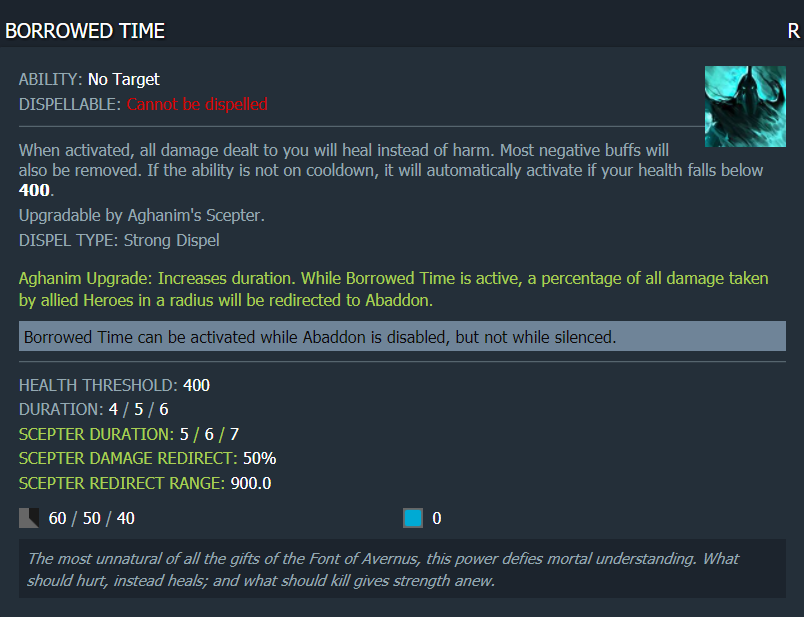 BORROWED TIME R
ABILITY: No Target
DISPELLABLE: Cannot be dispelled
When activated, all damage dealt to you will heal instead of harm. Most negative buffs will
also be removed. If the ability is not on cooldown, it will automatically activate if your health falls below
400.
Upgradable by Aghanim's Scepter.
DISPEL TYPE: Strong Dispel
Aghanim Upgrade: Increases duration. While Borrowed Time is active, a percentage of all damage taken
by allied Heroes in a radius will be redirected to Abaddon.
Borrowed Time can be activated while Abaddon is disabled, but not while silenced.
HEALTH THRESHOLD: 400
DURATION: 4 / 5 / 6
SCEPTER DURATION: 5 / 6 / 7
SCEPTER DAMAGE REDIRECT: 50%
SCEPTER REDIRECT RANGE: 900.0
60 / 50 / 40 0
The most unnatural of all the gifts of the Font of Avernus, this power defies mortal understanding. What
should hurt, instead heals; and what should kill gives strength anew.